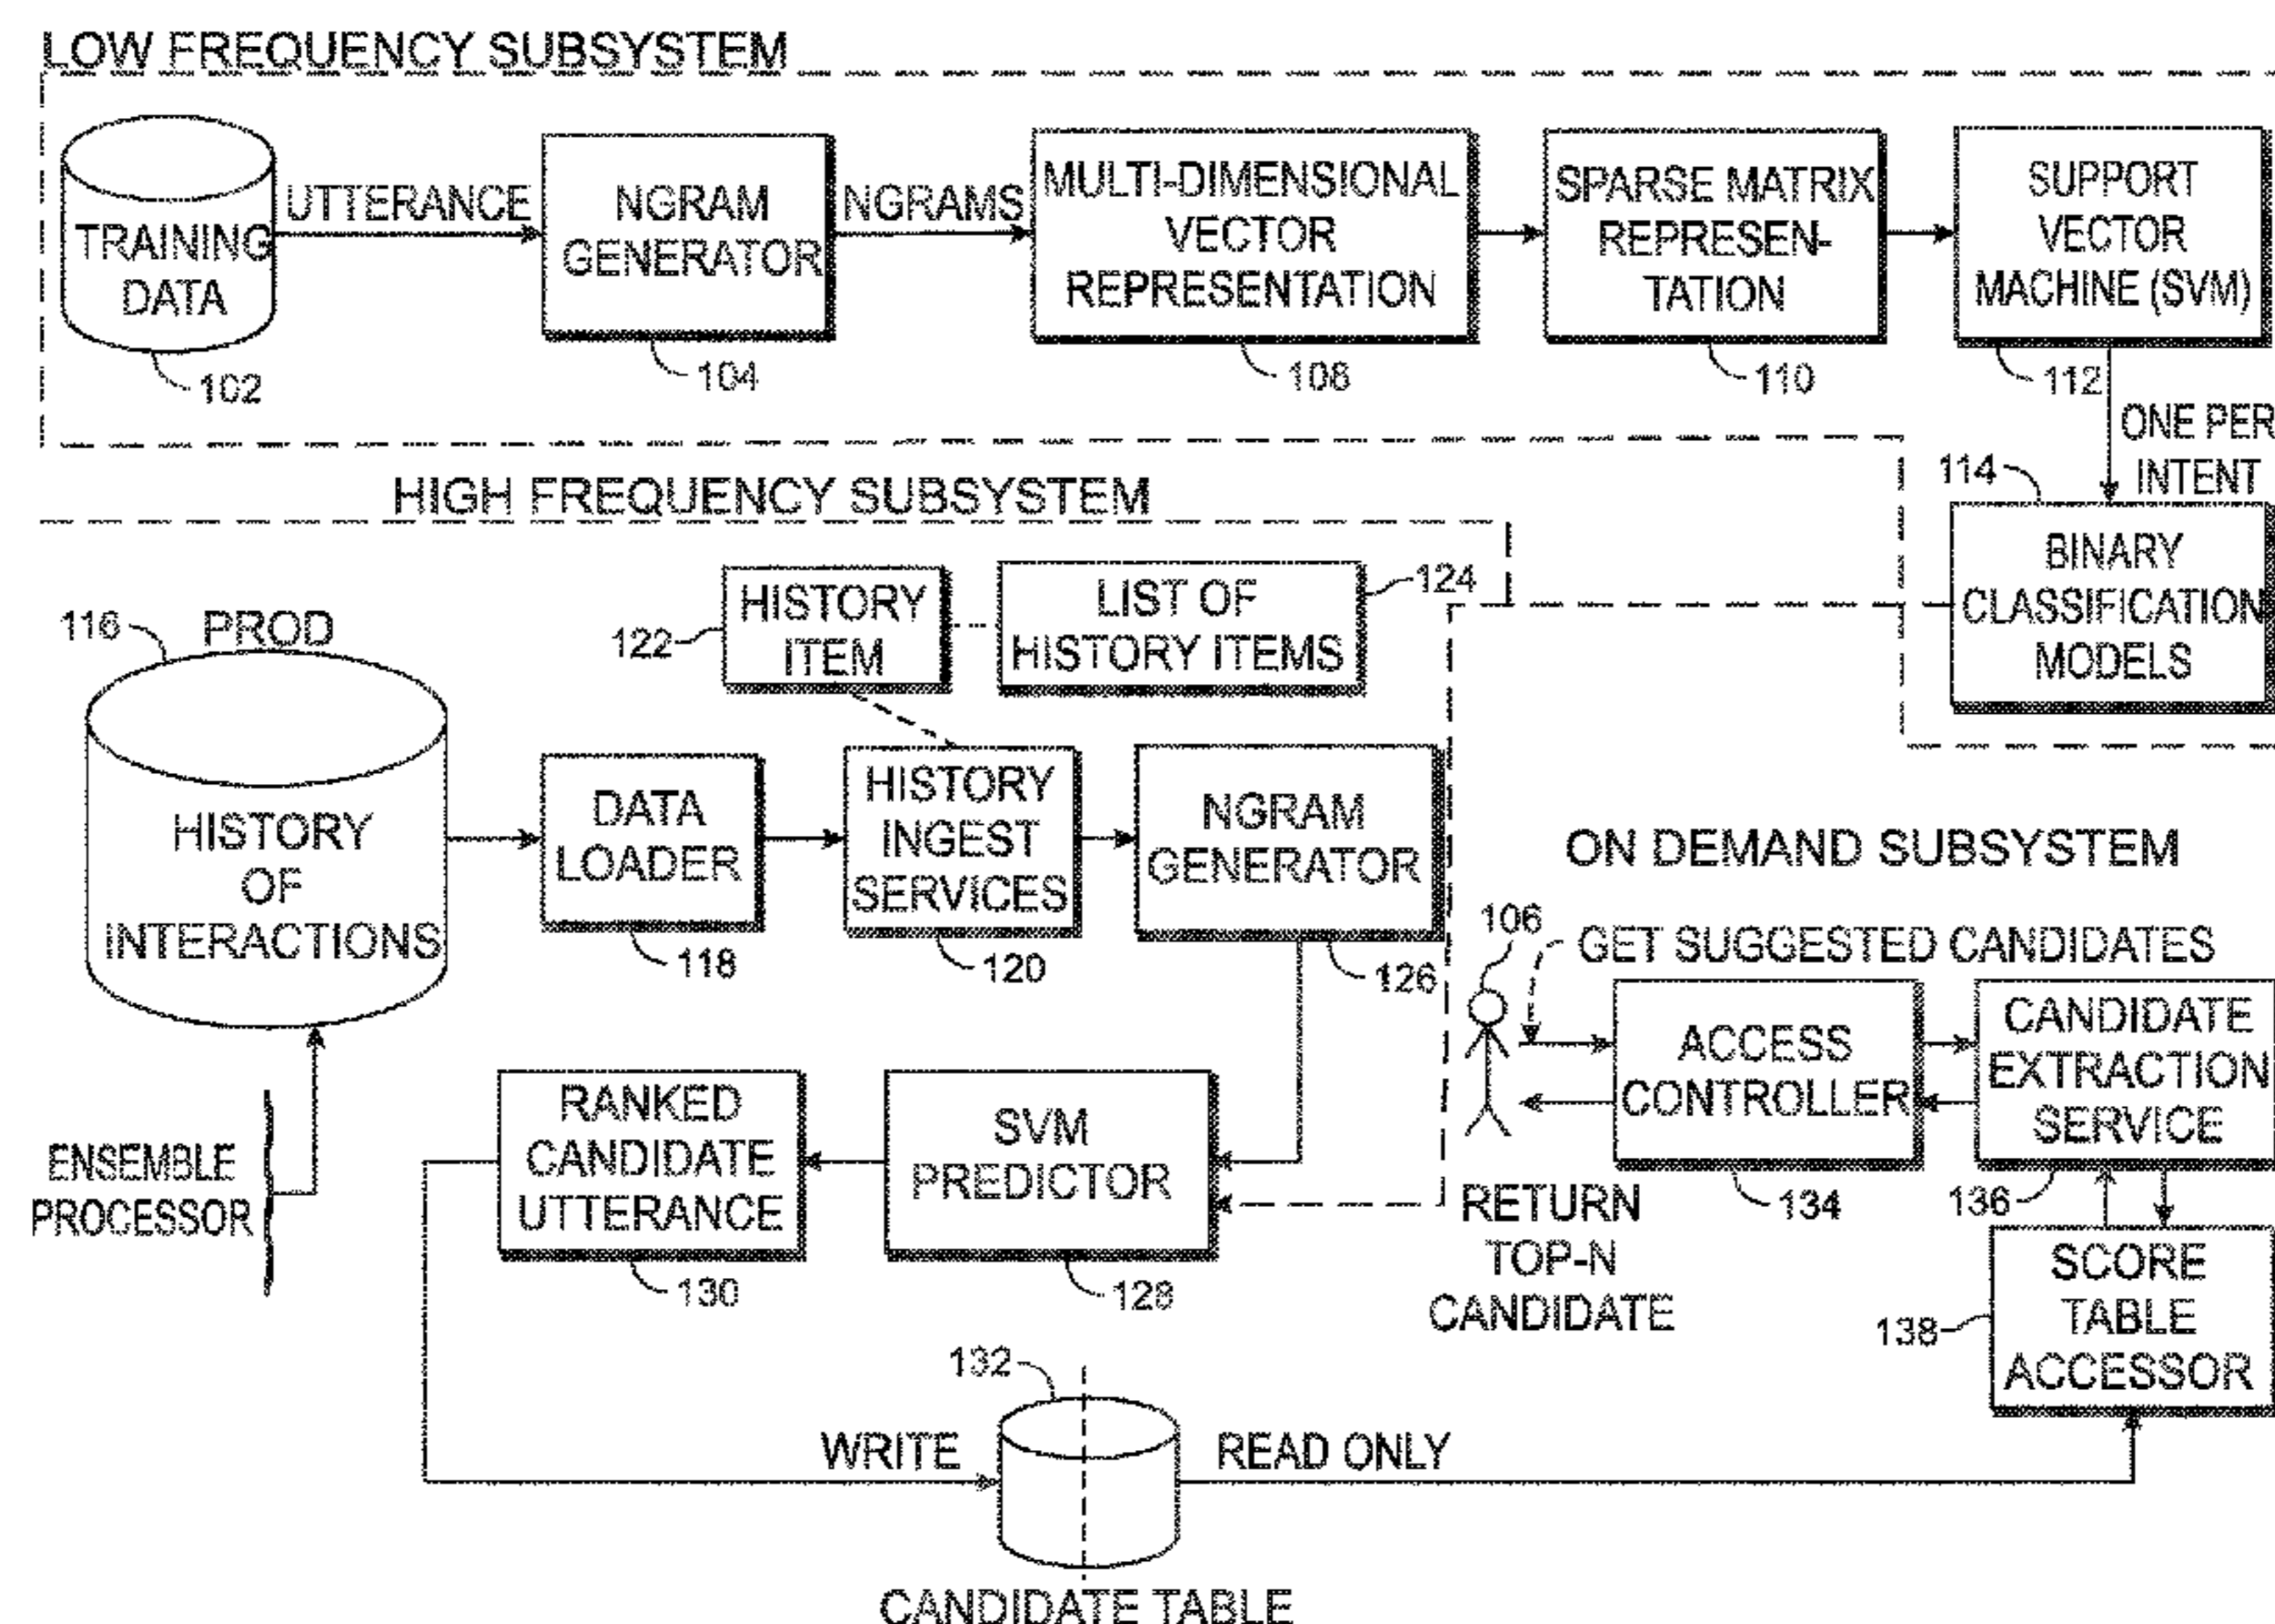 LOW FREQUENCY SUBSYSTEM
TRAINING
DATA
102
UTTERANCE
NGRAM
GENERATOR
104
NGRAMS
MULTI-DIMENSIONAL
VECTOR
REPRESENTATION
108
SPARSE MATRIX
REPRESEN-
TATION
110
SUPPORT
VECTOR
MACHINE (SVM)
112
ONE PER
INTENT
114
BINARY
CLASSIFICATION
MODELS
HIGH FREQUENCY SUBSYSTEM
116
PROD
HISTORY
OF
INTERACTIONS
ENSEMBLE
PROCESSOR
DATA
LOADER
118
122
HISTORY
ITEM
LIST OF
HISTORY ITEMS
124
HISTORY
INGEST
SERVICES
120
NGRAM
GENERATOR
126
SVM
PREDICTOR
128
RANKED
CANDIDATE
UTTERANCE
130
WRITE
132
CANDIDATE TABLE
READ ONLY
ON DEMAND SUBSYSTEM
106
GET SUGGESTED CANDIDATES
ACCESS
CONTROLLER
134
CANDIDATE
EXTRACTION
SERVICE
136
RETURN
TOP-N
CANDIDATE
138
SCORE
TABLE
ACCESSOR